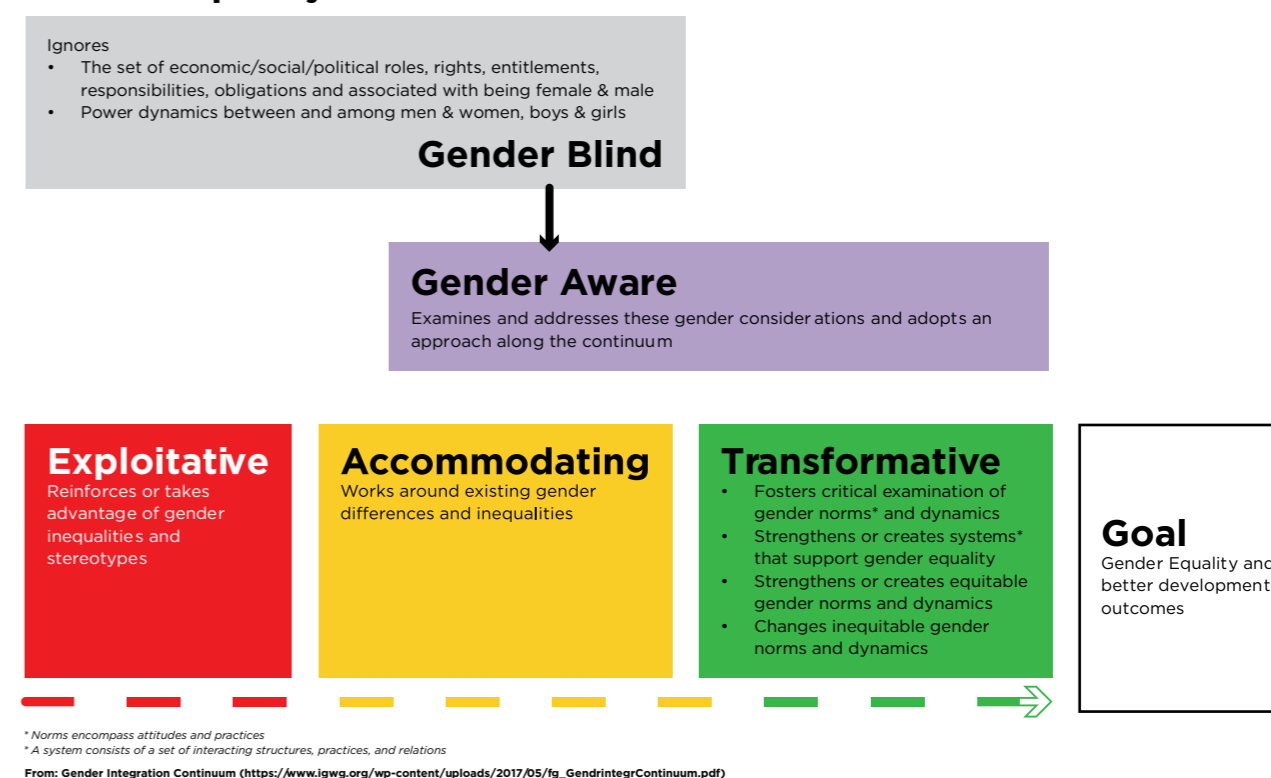 Ignores
• The set of economic/social/political roles, rights, entitlements,
responsibilities, obligations and associated with being female & male
• Power dynamics between and among men & women, boys & girls
Gender Blind
Gender Aware
Examines and addresses these gender considerations and adopts an
approach along the continuum
Exploitative
Reinforces or takes
advantage of gender
inequalities and
stereotypes
Accommodating
Works around existing gender
differences and inequalities
Transformative
• Fosters critical examination of
gender norms* and dynamics
• Strengthens or creates systems*
that support gender equality
• Strengthens or creates equitable
gender norms and dynamics
• Changes inequitable gender
norms and dynamics
Goal
Gender Equality and
better development
outcomes
* Norms encompass attitudes and practices
* A system consists of a set of interacting structures, practices, and relations
From: Gender Integration Continuum (https://www.igwg.org/wp-content/uploads/2017/05/fg_GendrintegrContinuum.pdf)